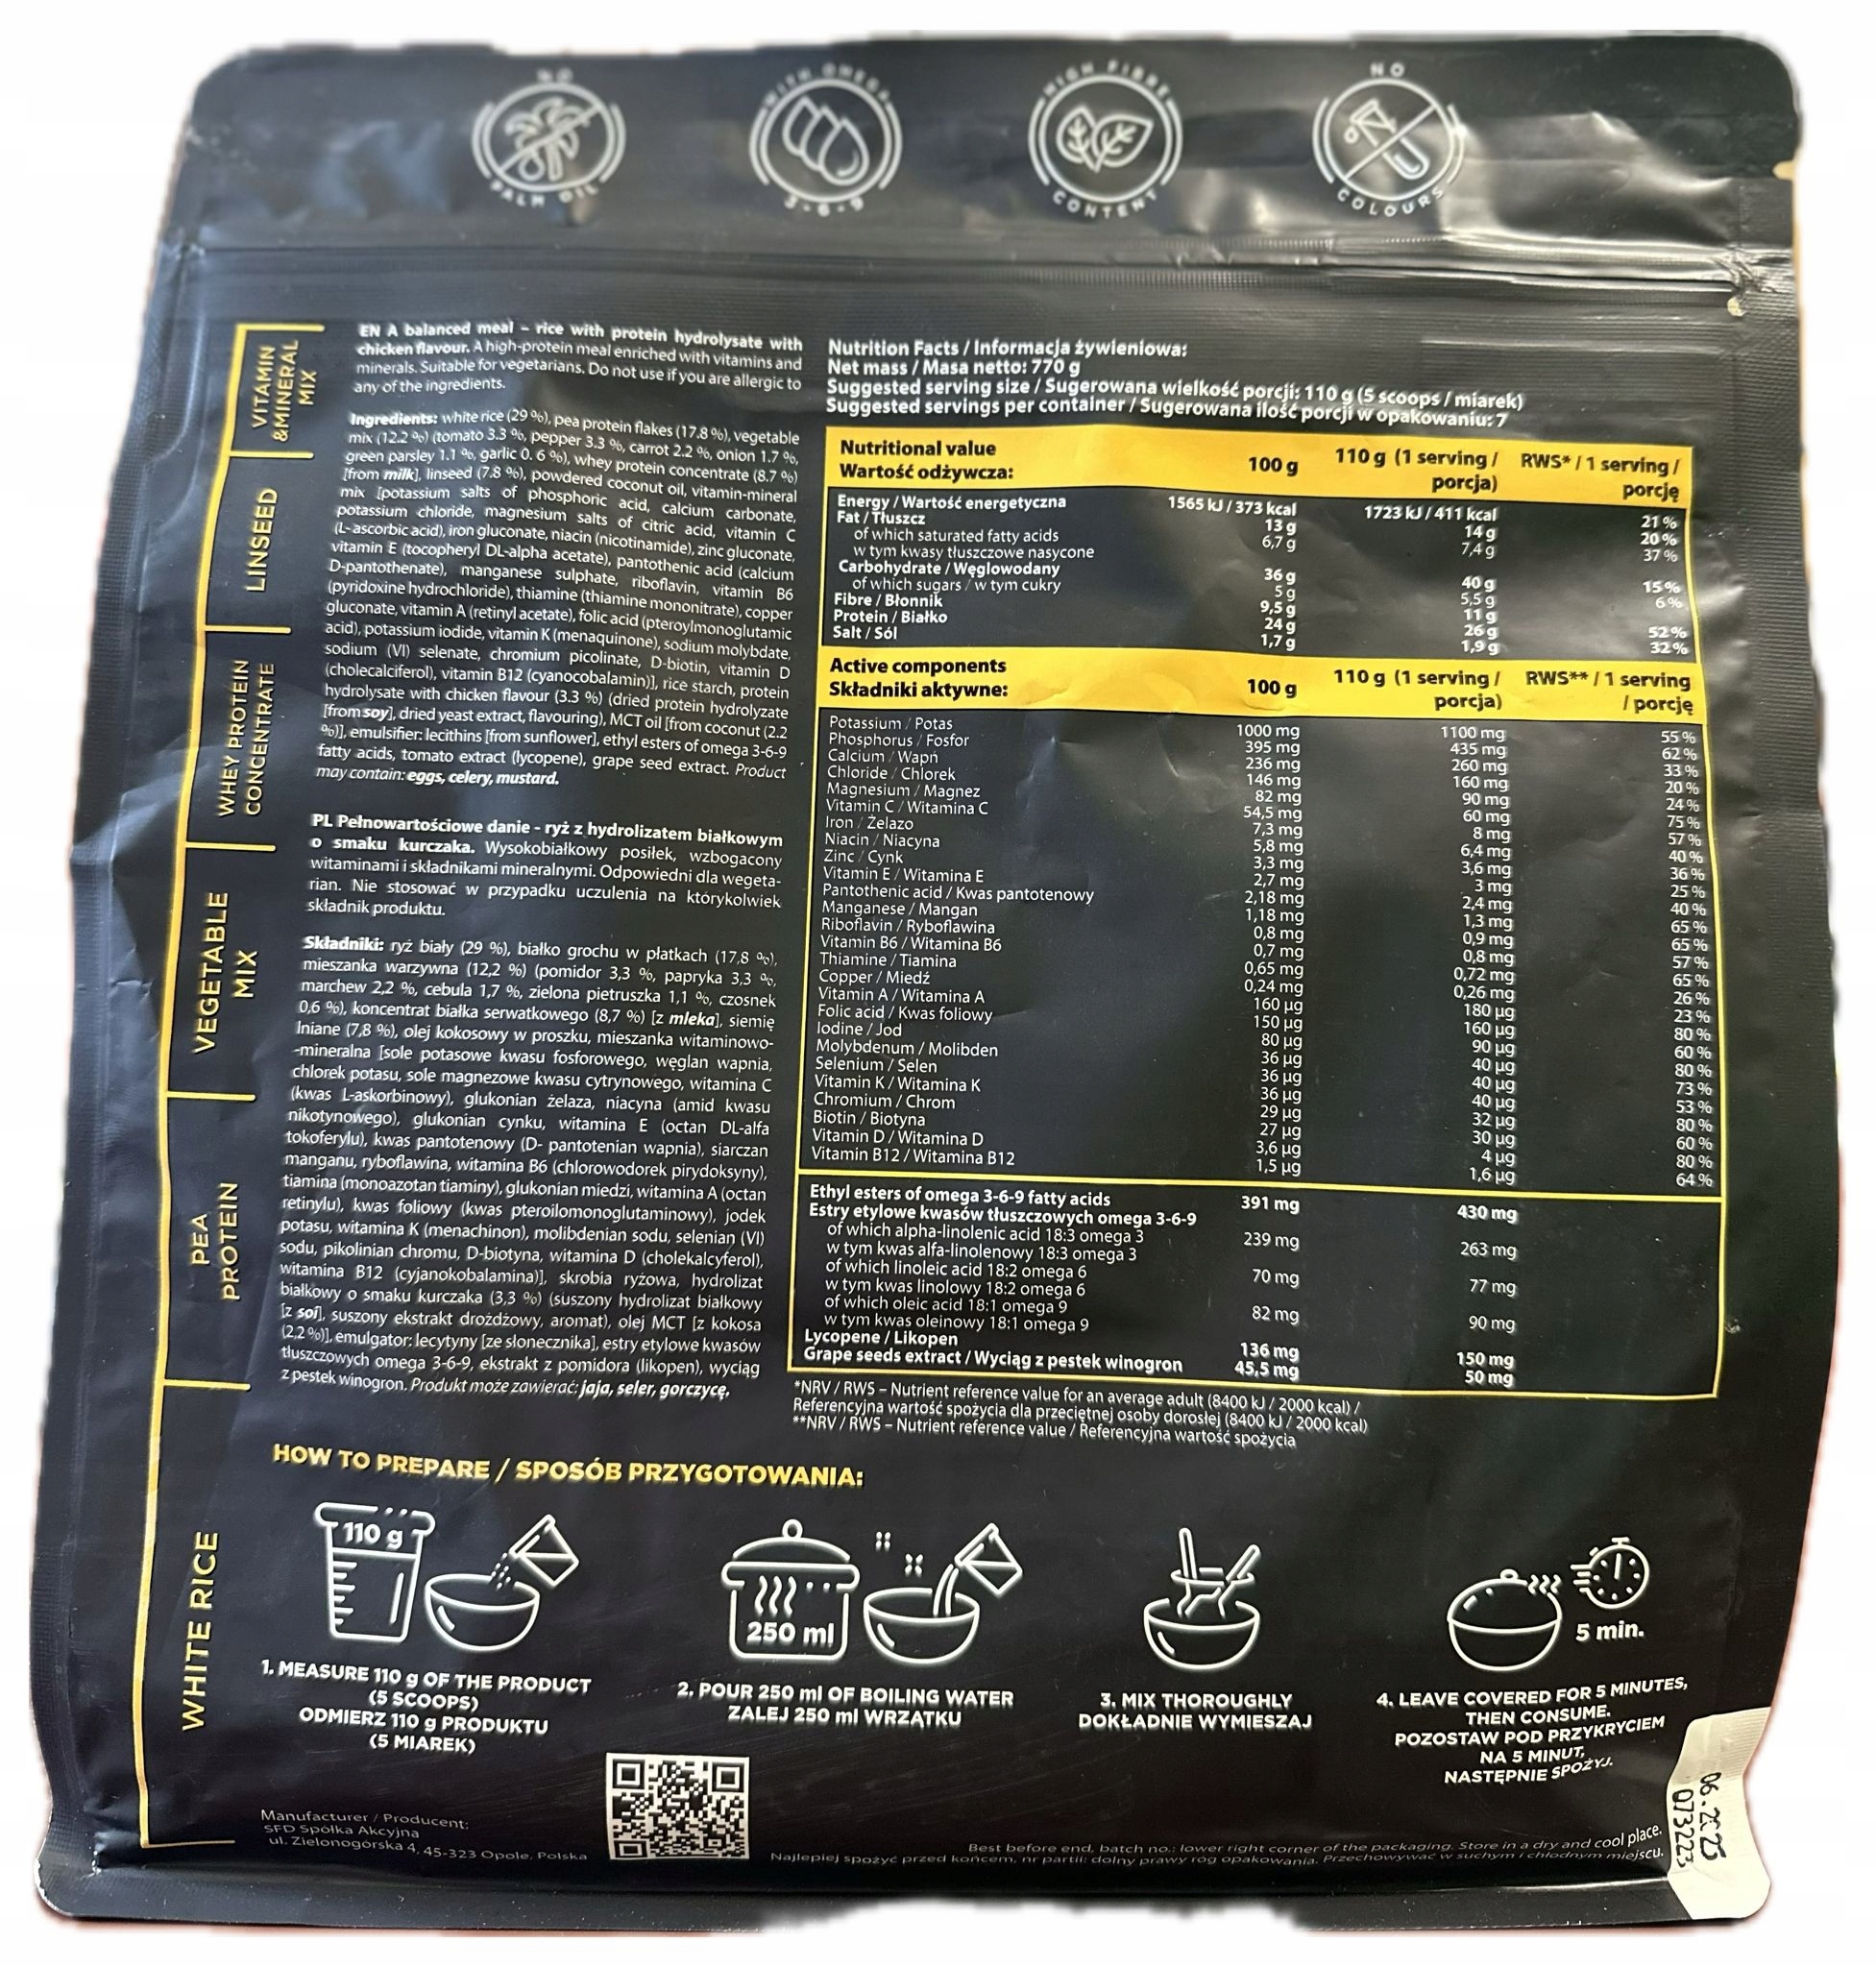 NO
PALM OIL
WITH OMEGA
3-6-9
HIGH FIBRE
CONTENT
NO
COLOURS
VITAMIN
&MINERAL
MIX
LINSEED
WHEY PROTEIN
CONCENTRATE
VEGETABLE
MIX
PEA
PROTEIN
WHITE RICE
EN A balanced meal – rice with protein hydrolysate with
chicken flavour. A high-protein meal enriched with vitamins and
minerals. Suitable for vegetarians. Do not use if you are allergic to
any of the ingredients.
Ingredients: white rice (29 %), pea protein flakes (17.8 %), vegetable
mix (12.2 %) (tomato 3.3 %, pepper 3.3 %, carrot 2.2 %, onion 1.7 %,
green parsley 1.1 %, garlic 0. 6 %), whey protein concentrate (8.7 %)
[from milk], linseed (7.8 %), powdered coconut oil, vitamin-mineral
mix [potassium salts of phosphoric acid, calcium carbonate,
potassium chloride, magnesium salts of citric acid, vitamin C
(L-ascorbic acid), iron gluconate, niacin (nicotinamide), zinc gluconate,
vitamin E (tocopheryl DL-alpha acetate), pantothenic acid (calcium
D-pantothenate), manganese sulphate, riboflavin, vitamin B6
(pyridoxine hydrochloride), thiamine (thiamine mononitrate), copper
gluconate, vitamin A (retinyl acetate), folic acid (pteroylmonoglutamic
acid), potassium iodide, vitamin K (menaquinone), sodium molybdate,
sodium (VI) selenate, chromium picolinate, D-biotin, vitamin D
(cholecalciferol), vitamin B12 (cyanocobalamin)], rice starch, protein
hydrolysate with chicken flavour (3.3 %) (dried protein hydrolyzate
[from soy], dried yeast extract, flavouring), MCT oil [from coconut (2.2
%)], emulsifier: lecithins [from sunflower], ethyl esters of omega 3-6-9
fatty acids, tomato extract (lycopene), grape seed extract. Product
may contain: eggs, celery, mustard.
PL Pełnowartościowe danie - ryż z hydrolizatem białkowym
o smaku kurczaka. Wysokobiałkowy posiłek, wzbogacony
witaminami i składnikami mineralnymi. Odpowiedni dla wegeta-
rian. Nie stosować w przypadku uczulenia na którykolwiek
składnik produktu.
Składniki: ryż biały (29 %), białko grochu w płatkach (17,8 %),
mieszanka warzywna (12,2 %) (pomidor 3,3 %, papryka 3,3 %,
marchew 2,2 %, cebula 1,7 %, zielona pietruszka 1,1 %, czosnek
0,6 %), koncentrat białka serwatkowego (8,7 %) [z mleka], siemię
lniane (7,8 %), olej kokosowy w proszku, mieszanka witaminowo-
-mineralna [sole potasowe kwasu fosforowego, węglan wapnia,
chlorek potasu, sole magnezowe kwasu cytrynowego, witamina C
(kwas L-askorbinowy), glukonian żelaza, niacyna (amid kwasu
nikotynowego), glukonian cynku, witamina E (octan DL-alfa
tokoferylu), kwas pantotenowy (D- pantotenian wapnia), siarczan
manganu, ryboflawina, witamina B6 (chlorowodorek pirydoksyny),
tiamina (monoazotan tiaminy), glukonian miedzi, witamina A (octan
retinylu), kwas foliowy (kwas pteroilomonoglutaminowy), jodek
potasu, witamina K (menachinon), molibdenian sodu, selenian (VI)
sodu, pikolinian chromu, D-biotyna, witamina D (cholekalcyferol),
witamina B12 (cyjanokobalamina)], skrobia ryżowa, hydrolizat
białkowy o smaku kurczaka (3,3 %) (suszony hydrolizat białkowy
[z soi], suszony ekstrakt drożdżowy, aromat), olej MCT [z kokosa
(2,2 %)], emulgator: lecytyny [ze słonecznika], estry etylowe kwasów
tłuszczowych omega 3-6-9, ekstrakt z pomidora (likopen), wyciąg
z pestek winogron. Produkt może zawierać: jaja, seler, gorczycę.
Nutrition Facts / Informacja żywieniowa:
Net mass / Masa netto: 770 g
Suggested serving size / Sugerowana wielkość porcji: 110 g (5 scoops / miarek)
Suggested servings per container / Sugerowana ilość porcji w opakowaniu: 7
Nutritional value
Wartość odżywcza: 100 g 110 g (1 serving / porcja) RWS* / 1 serving / porcję
Energy / Wartość energetyczna 1565 kJ / 373 kcal 1723 kJ / 411 kcal 21 %
Fat / Tłuszcz 13 g 14 g 20 %
of which saturated fatty acids 6,7 g 7,4 g 37 %
w tym kwasy tłuszczowe nasycone
Carbohydrate / Węglowodany 36 g 40 g 15 %
of which sugars / w tym cukry 5 g 5,5 g 6 %
Fibre / Błonnik 9,5 g 11 g
Protein / Białko 24 g 26 g 52 %
Salt / Sól 1,7 g 1,9 g 32 %
Active components
Składniki aktywne: 100 g 110 g (1 serving / porcja) RWS** / 1 serving / porcję
Potassium / Potas 1000 mg 1100 mg 55 %
Phosphorus / Fosfor 395 mg 435 mg 62 %
Calcium / Wapń 236 mg 260 mg 33 %
Chloride / Chlorek 146 mg 160 mg 20 %
Magnesium / Magnez 82 mg 90 mg 24 %
Vitamin C / Witamina C 54,5 mg 60 mg 75 %
Iron / Żelazo 7,3 mg 8 mg 57 %
Niacin / Niacyna 5,8 mg 6,4 mg 40 %
Zinc / Cynk 3,3 mg 3,6 mg 36 %
Vitamin E / Witamina E 2,7 mg 3 mg 25 %
Pantothenic acid / Kwas pantotenowy 2,18 mg 2,4 mg 40 %
Manganese / Mangan 1,18 mg 1,3 mg 65 %
Riboflavin / Ryboflawina 0,8 mg 0,9 mg 65 %
Vitamin B6 / Witamina B6 0,7 mg 0,8 mg 57 %
Thiamine / Tiamina 0,65 mg 0,72 mg 65 %
Copper / Miedź 0,24 mg 0,26 mg 26 %
Vitamin A / Witamina A 160 µg 180 µg 23 %
Folic acid / Kwas foliowy 150 µg 160 µg 80 %
Iodine / Jod 80 µg 90 µg 60 %
Molybdenum / Molibden 36 µg 40 µg 80 %
Selenium / Selen 36 µg 40 µg 73 %
Vitamin K / Witamina K 36 µg 40 µg 53 %
Chromium / Chrom 29 µg 32 µg 80 %
Biotin / Biotyna 27 µg 30 µg 60 %
Vitamin D / Witamina D 3,6 µg 4 µg 80 %
Vitamin B12 / Witamina B12 1,5 µg 1,6 µg 64 %
Ethyl esters of omega 3-6-9 fatty acids 391 mg 430 mg
Estry etylowe kwasów tłuszczowych omega 3-6-9
of which alpha-linolenic acid 18:3 omega 3 239 mg 263 mg
w tym kwas alfa-linolenowy 18:3 omega 3
of which linoleic acid 18:2 omega 6 70 mg 77 mg
w tym kwas linolowy 18:2 omega 6
of which oleic acid 18:1 omega 9 82 mg 90 mg
w tym kwas oleinowy 18:1 omega 9
Lycopene / Likopen 136 mg 150 mg
Grape seeds extract / Wyciąg z pestek winogron 45,5 mg 50 mg
*NRV / RWS – Nutrient reference value for an average adult (8400 kJ / 2000 kcal) /
Referencyjna wartość spożycia dla przeciętnej osoby dorosłej (8400 kJ / 2000 kcal)
**NRV / RWS – Nutrient reference value / Referencyjna wartość spożycia
HOW TO PREPARE / SPOSÓB PRZYGOTOWANIA:
110 g
250 ml
5 min.
1. MEASURE 110 g OF THE PRODUCT
(5 SCOOPS)
ODMIERZ 110 g PRODUKTU
(5 MIAREK)
2. POUR 250 ml OF BOILING WATER
ZALEJ 250 ml WRZĄTKU
3. MIX THOROUGHLY
DOKŁADNIE WYMIESZAJ
4. LEAVE COVERED FOR 5 MINUTES,
THEN CONSUME.
POZOSTAW POD PRZYKRYCIEM
NA 5 MINUT,
NASTĘPNIE SPOŻYJ.
Manufacturer / Producent:
SFD Spółka Akcyjna
ul. Zielonogórska 4, 45-323 Opole, Polska
Best before end, batch no.: lower right corner of the packaging. Store in a dry and cool place.
Najlepiej spożyć przed końcem, nr partii: dolny prawy róg opakowania. Przechowywać w suchym i chłodnym miejscu.
06.2025
073223